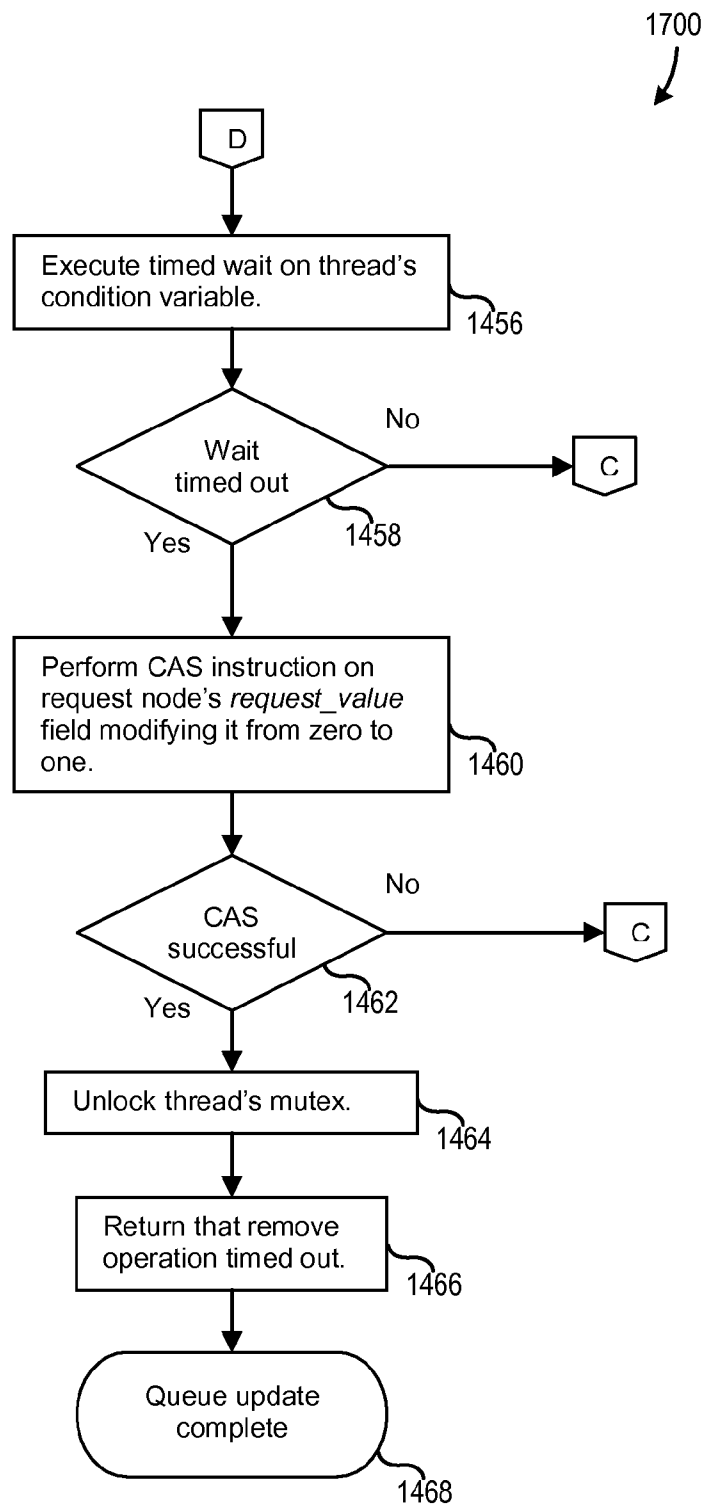 1700
D
Execute timed wait on thread's
condition variable.
1456
No
Wait
timed out
C
1458
Yes
Perform CAS instruction on
request node's request_value
field modifying it from zero to
one.
1460
No
CAS
successful
C
1462
Yes
Unlock thread's mutex.
1464
Return that remove
operation timed out.
1466
Queue update
complete
1468